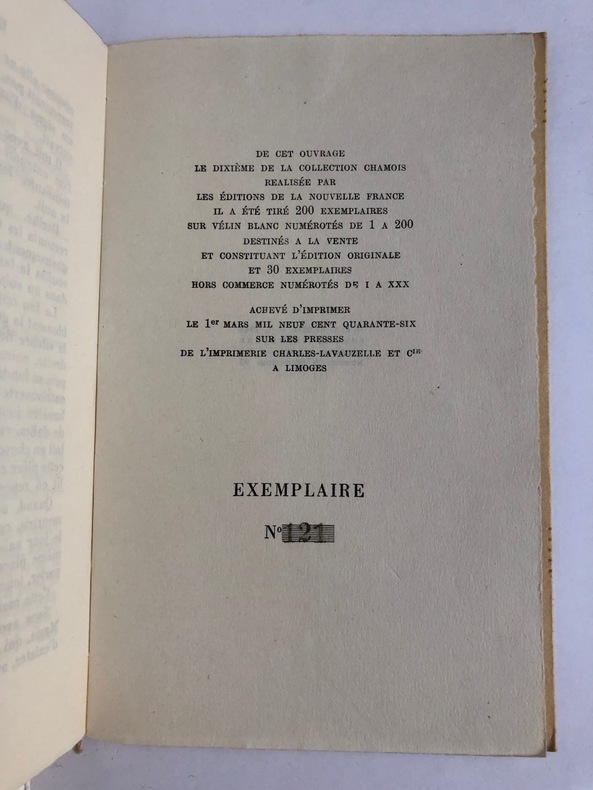 DE CET OUVRAGE
LE DIXIÈME DE LA COLLECTION CHAMOIS
REALISÉE PAR
LES ÉDITIONS DE LA NOUVELLE FRANCE
IL A ÉTÉ TIRÉ 200 EXEMPLAIRES
SUR VÉLIN BLANC NUMÉROTÉS DE 1 A 200
DESTINÉS A LA VENTE
ET CONSTITUANT L'ÉDITION ORIGINALE
ET 30 EXEMPLAIRES
HORS COMMERCE NUMÉROTÉS DE I A XXX
ACHEVÉ D'IMPRIMER
LE 1er MARS MIL NEUF CENT QUARANTE-SIX
SUR LES PRESSES
DE L'IMPRIMERIE CHARLES-LAVAUZELLE ET Cie
A LIMOGES
EXEMPLAIRE
No 121